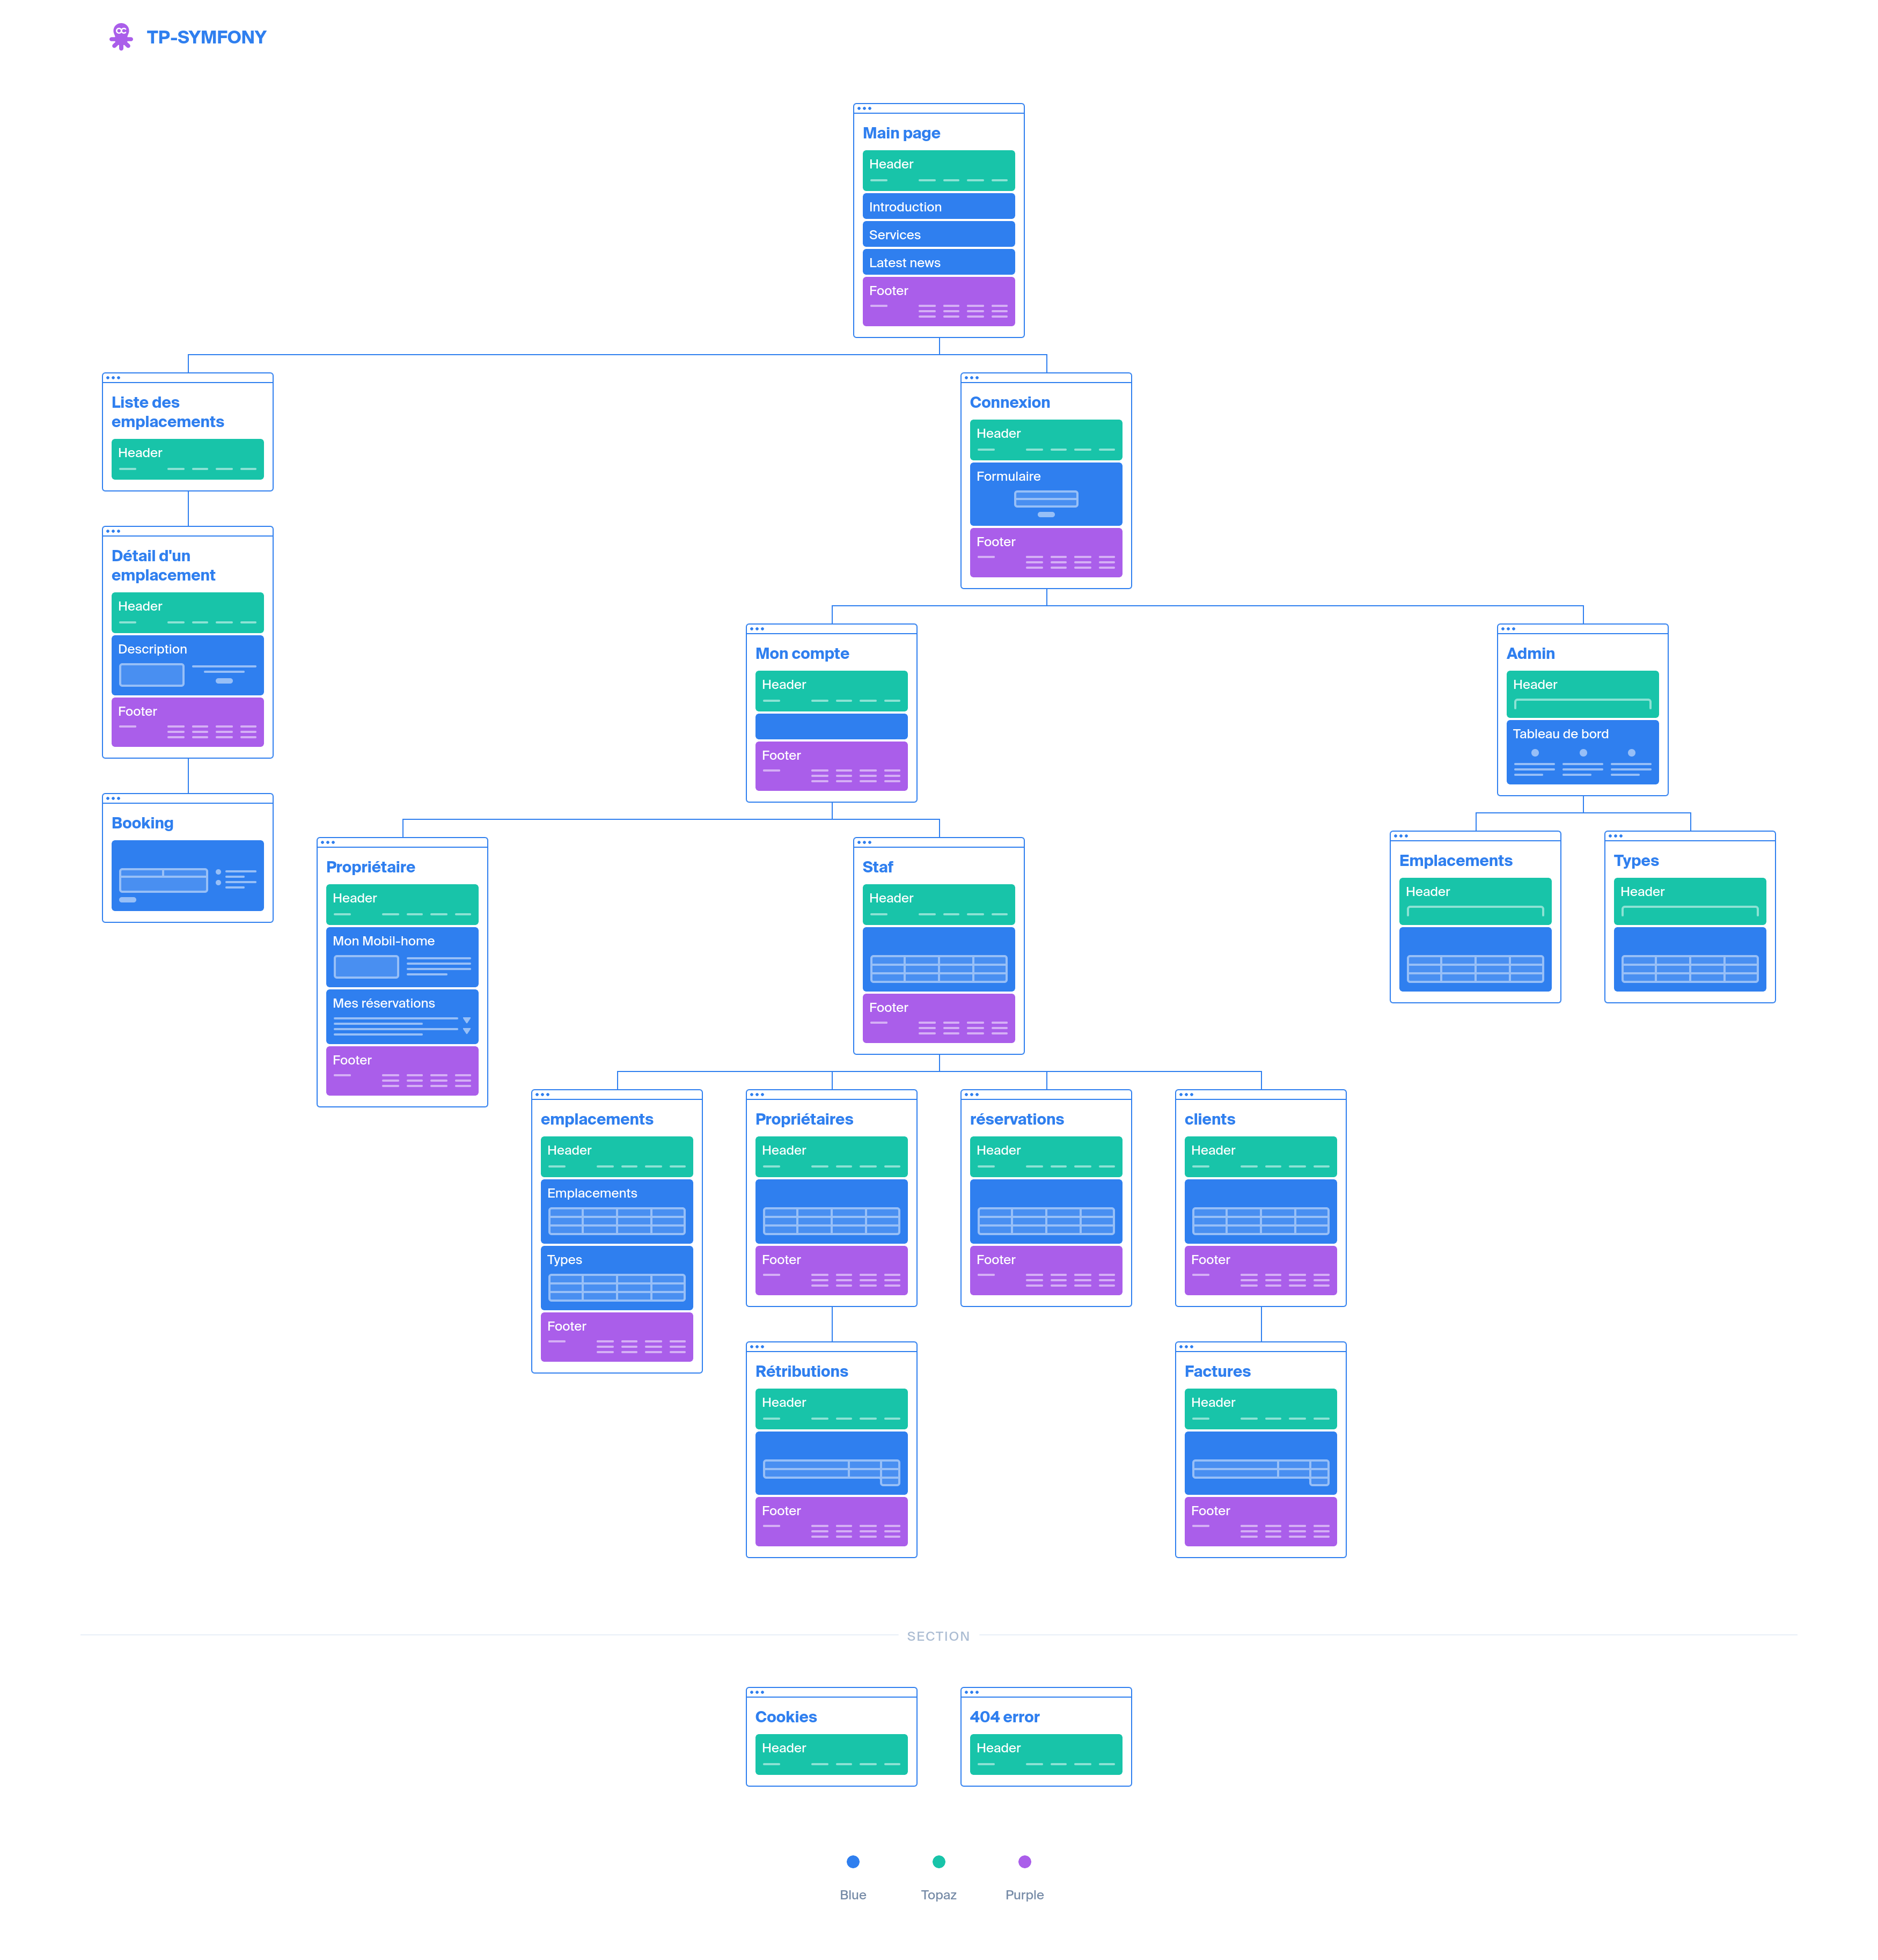 TP-SYMFONY
Main page
Header
Introduction
Services
Latest news
Footer
Liste des
emplacements
Header
Connexion
Header
Formulaire
Footer
Détail d'un
emplacement
Header
Description
Footer
Mon compte
Header
Footer
Admin
Header
Tableau de bord
Booking
Propriétaire
Header
Mon Mobil-home
Mes réservations
Footer
Staf
Header
Footer
Emplacements
Header
Types
Header
emplacements
Header
Emplacements
Types
Footer
Propriétaires
Header
Footer
réservations
Header
Footer
clients
Header
Footer
Rétributions
Header
Footer
Factures
Header
Footer
SECTION
Cookies
Header
404 error
Header
Blue
Topaz
Purple